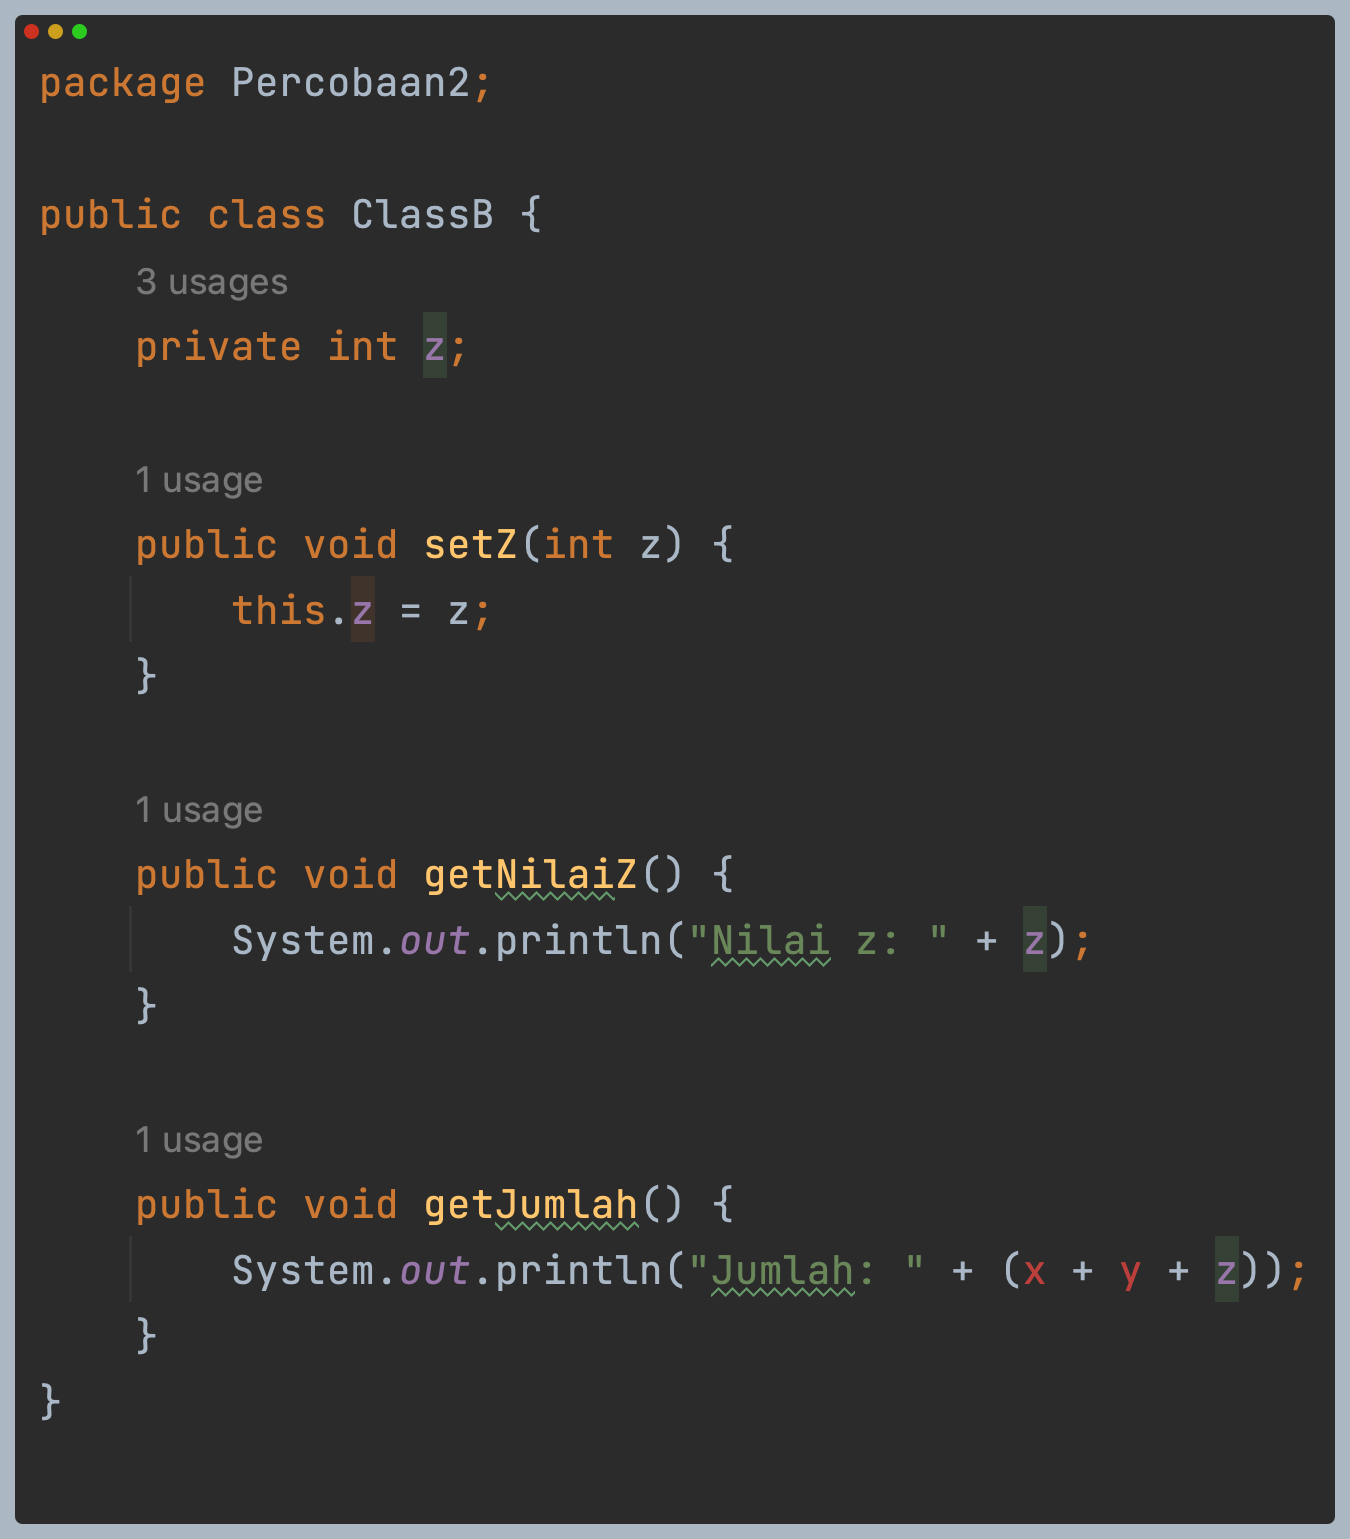 package Percobaan2;
public class ClassB {
3 usages
private int z;
1 usage
public void setZ(int z) {
this.z = z;
}
1 usage
public void getNilaiZ() {
System.out.println("Nilai z: " + z);
}
1 usage
public void getJumlah() {
System.out.println("Jumlah: " + (x + y + z));
}
}